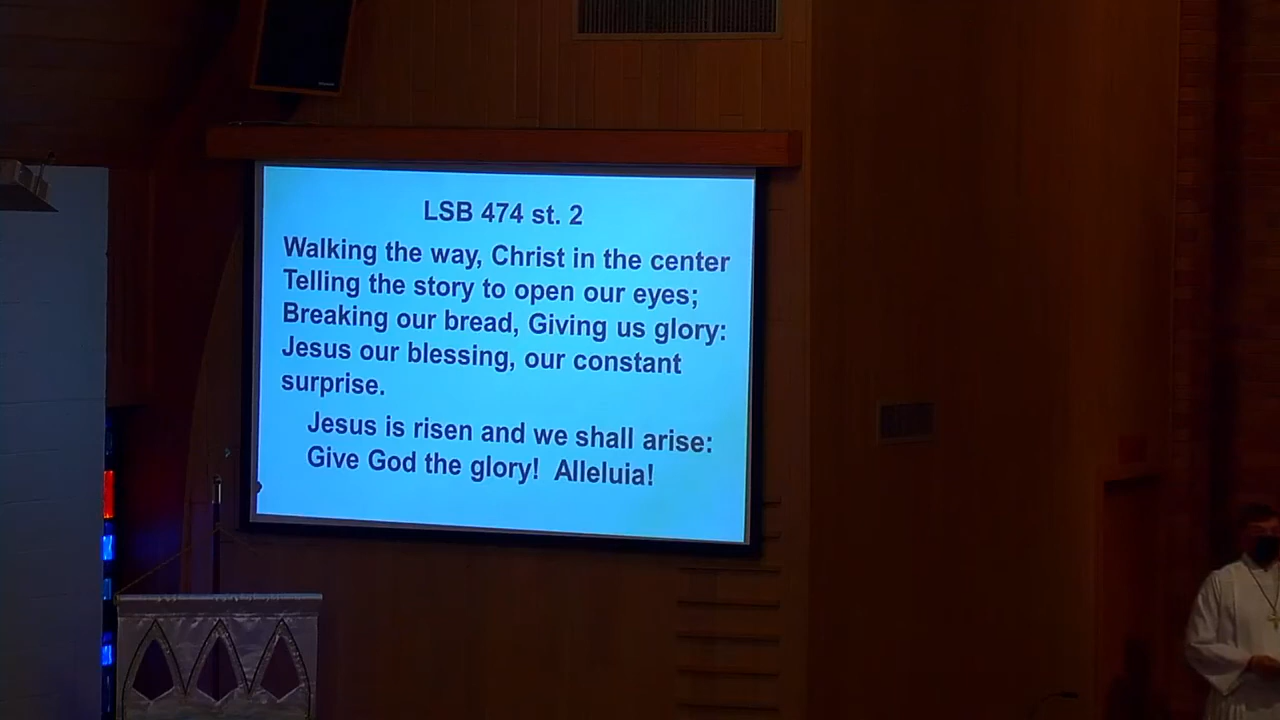 LSB 474 st. 2
Walking the way, Christ in the center
Telling the story to open our eyes;
Breaking our bread, Giving us glory:
Jesus our blessing, our constant
surprise.
Jesus is risen and we shall arise:
Give God the glory!  Alleluia!